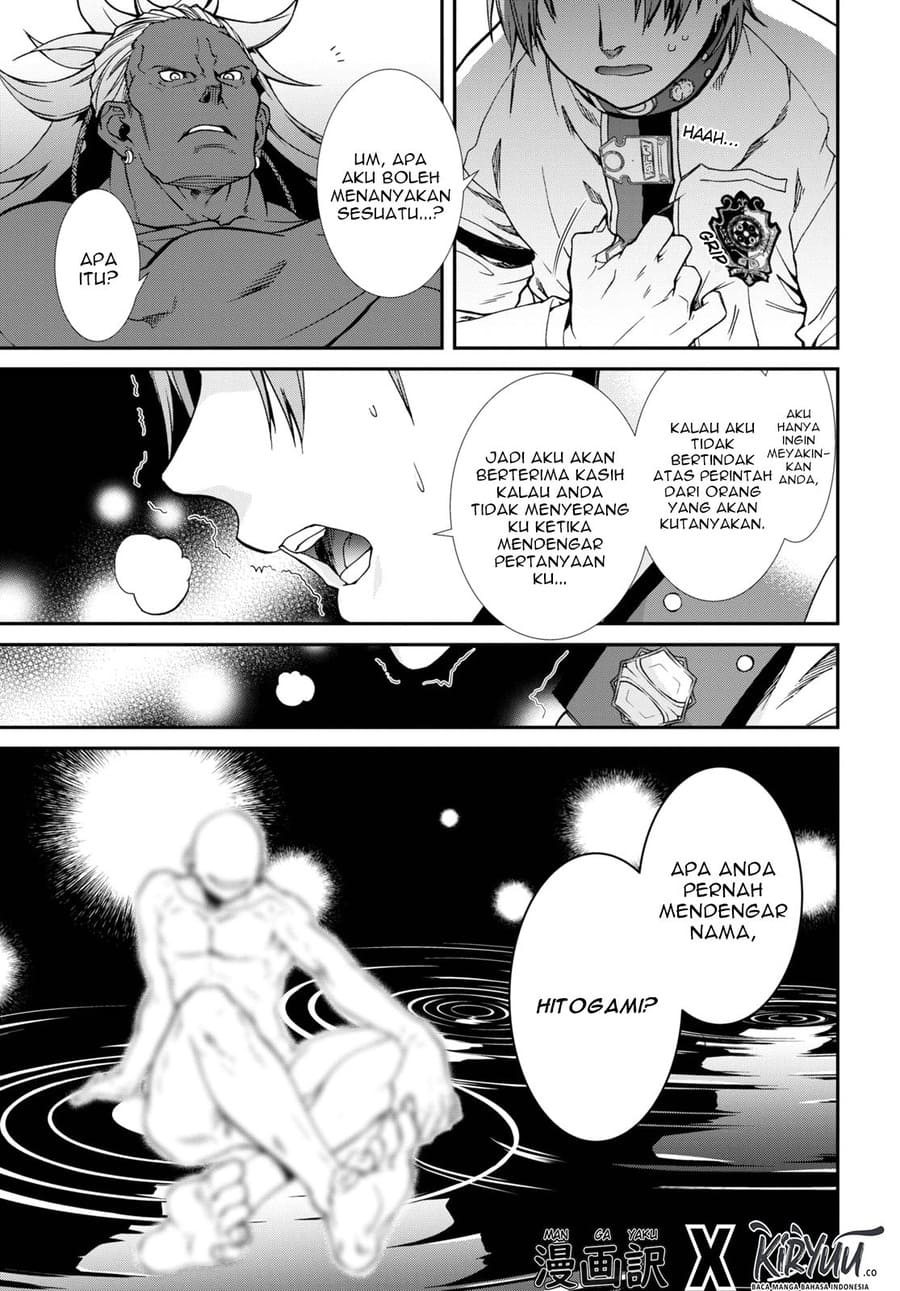 HAAH...
GRIP
UM, APA
AKU BOLEH
MENANYAKAN
SESUATU...?
APA
ITU?
AKU
HANYA
INGIN
MEYAKIN-
KAN
ANDA,
KALAU AKU
TIDAK
BERTINDAK
ATAS PERINTAH
DARI ORANG
YANG AKAN
KUTANYAKAN.
JADI AKU AKAN
BERTERIMA KASIH
KALAU ANDA
TIDAK MENYERANG
KU KETIKA
MENDENGAR
PERTANYAAN
KU...
APA ANDA
PERNAH
MENDENGAR
NAMA,
HITOGAMI?
MAN GA YAKU
漫画訳 X KIRYUU.CO
BACA MANGA BAHASA INDONESIA